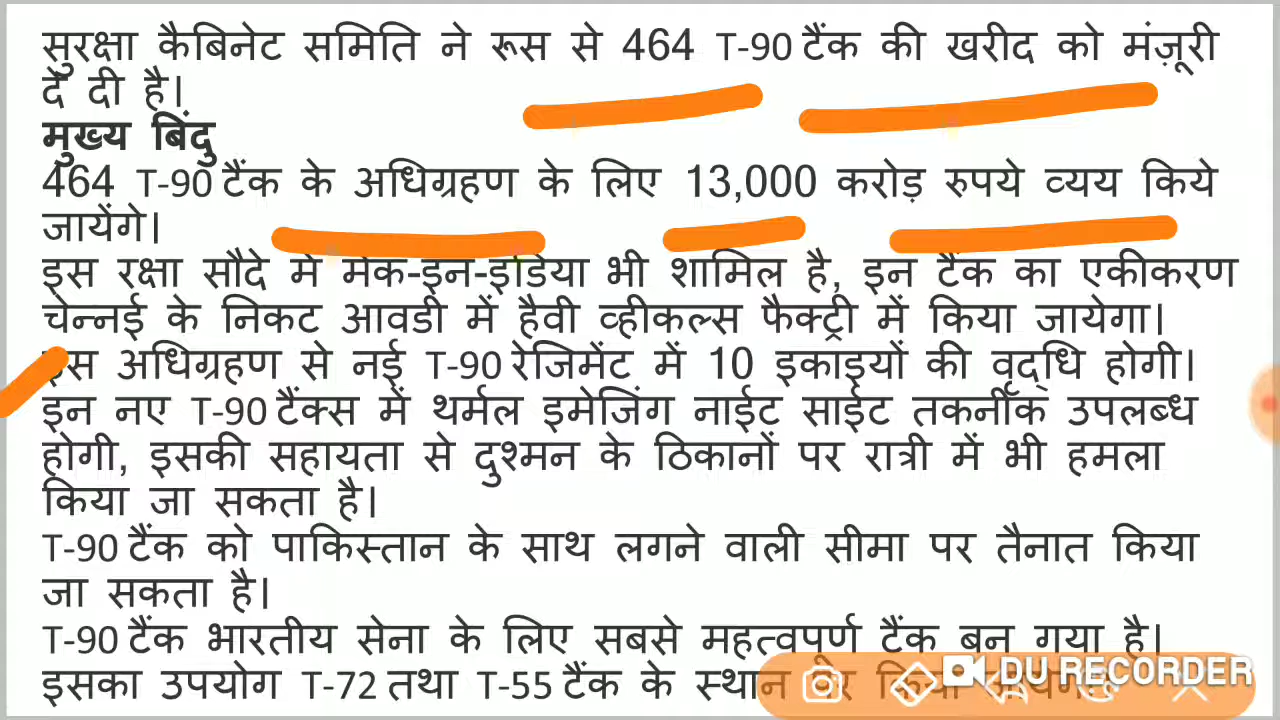 सुरक्षा कैबिनेट समिति ने रूस से 464 T-90 टैंक की खरीद को मंज़ूरी
दे दी है।
मुख्य बिंदु
464 T-90 टैंक के अधिग्रहण के लिए 13,000 करोड़ रुपये व्यय किये
जायेंगे।
इस रक्षा सौदे में मेक-इन-इंडिया भी शामिल है, इन टैंक का एकीकरण
चेन्नई के निकट आवडी में हैवी व्हीकल्स फैक्ट्री में किया जायेगा।
इस अधिग्रहण से नई T-90 रेजिमेंट में 10 इकाइयों की वृद्धि होगी।
इन नए T-90 टैंक्स में थर्मल इमेजिंग नाईट साईट तकनीक उपलब्ध
होगी, इसकी सहायता से दुश्मन के ठिकानों पर रात्री में भी हमला
किया जा सकता है।
T-90 टैंक को पाकिस्तान के साथ लगने वाली सीमा पर तैनात किया
जा सकता है।
T-90 टैंक भारतीय सेना के लिए सबसे महत्वपूर्ण टैंक बन गया है।
इसका उपयोग T-72 तथा T-55 टैंक के स्थान पर किया
DU RECORDER